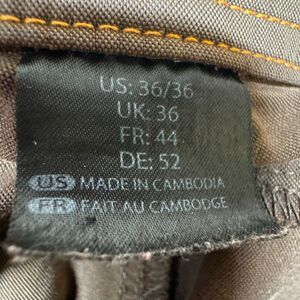 US: 36/36
UK: 36
FR: 44
DE: 52
US MADE IN CAMBODIA
FR FAIT AU CAMBODGE